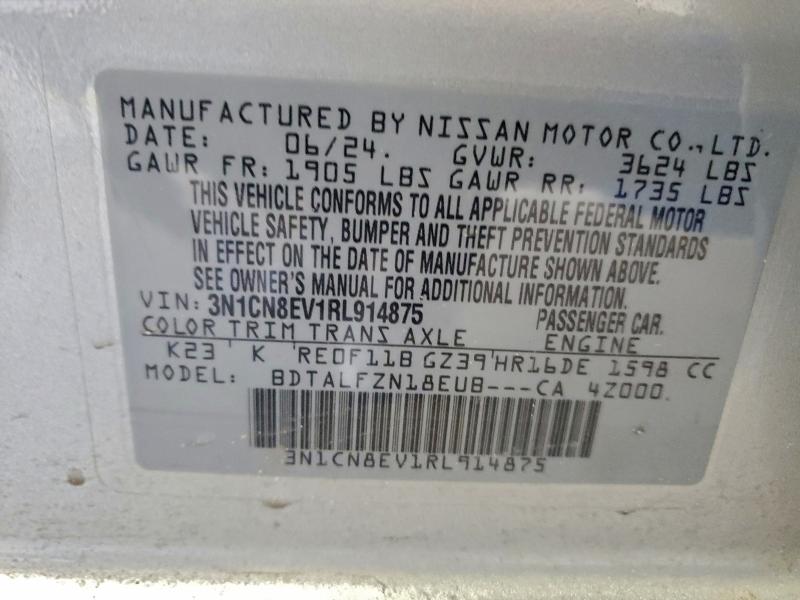 MANUFACTURED BY NISSAN MOTOR CO., LTD.
DATE: 06/24. GVWR: 3624 LBS
GAWR FR: 1905 LBS GAWR RR: 1735 LBS
THIS VEHICLE CONFORMS TO ALL APPLICABLE FEDERAL MOTOR
VEHICLE SAFETY, BUMPER AND THEFT PREVENTION STANDARDS
IN EFFECT ON THE DATE OF MANUFACTURE SHOWN ABOVE.
SEE OWNER'S MANUAL FOR ADDITIONAL INFORMATION.
VIN: 3N1CN8EV1RL914875 PASSENGER CAR.
COLOR TRIM TRANS AXLE ENGINE
K23 ' K 'RE0F11B GZ39'HR16DE 1598 CC
MODEL: BDTALFZN18EUB---CA 4Z000.
3N1CN8EV1RL914875